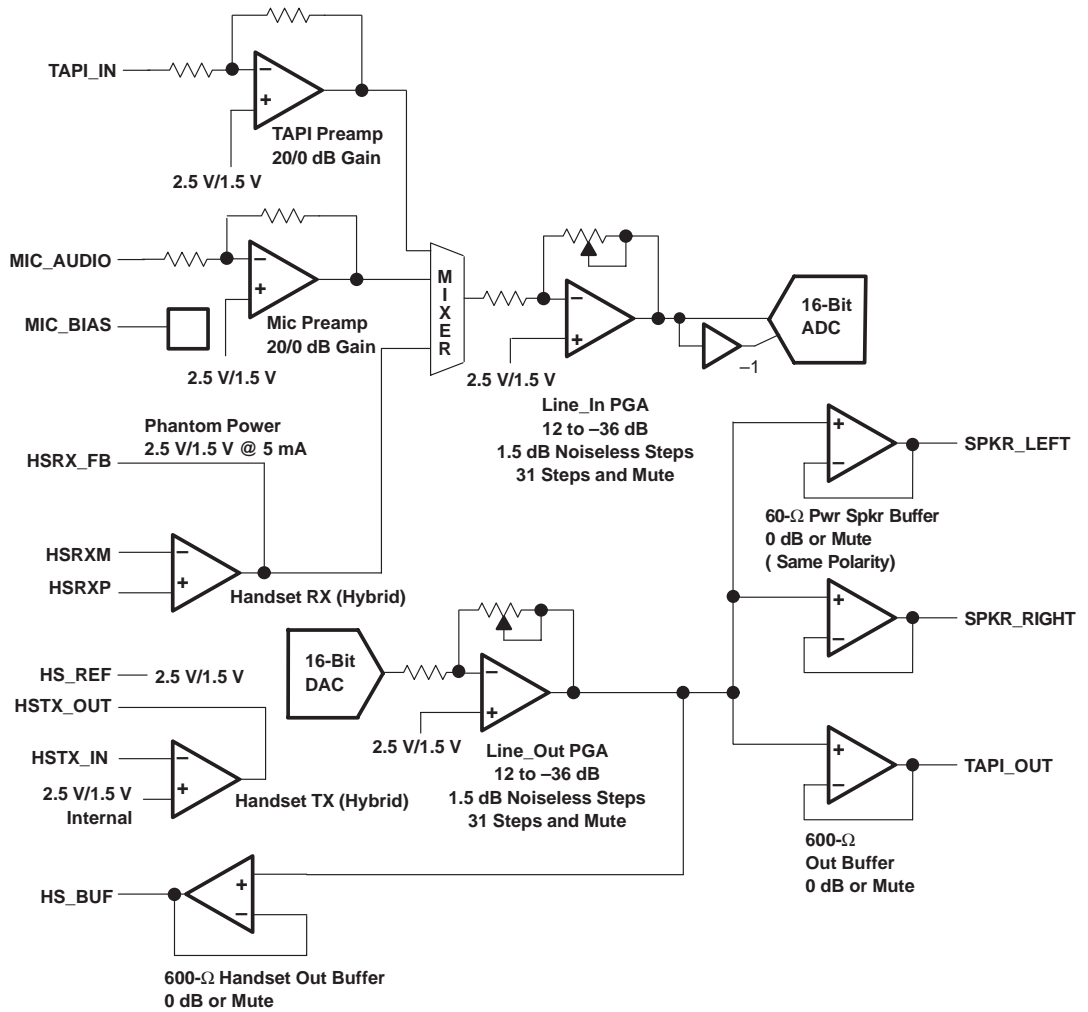 TAPI_IN
TAPI Preamp
20/0 dB Gain
2.5 V/1.5 V
MIC_AUDIO
MIC_BIAS
Mic Preamp
20/0 dB Gain
2.5 V/1.5 V
MIXER
2.5 V/1.5 V
16-Bit
ADC
–1
Line_In PGA
12 to –36 dB
1.5 dB Noiseless Steps
31 Steps and Mute
Phantom Power
2.5 V/1.5 V @ 5 mA
HSRX_FB
HSRXM
HSRXP
Handset RX (Hybrid)
SPKR_LEFT
60-Ω Pwr Spkr Buffer
0 dB or Mute
( Same Polarity)
SPKR_RIGHT
HS_REF
2.5 V/1.5 V
HSTX_OUT
HSTX_IN
2.5 V/1.5 V
Internal
Handset TX (Hybrid)
16-Bit
DAC
2.5 V/1.5 V
Line_Out PGA
12 to –36 dB
1.5 dB Noiseless Steps
31 Steps and Mute
TAPI_OUT
600-Ω
Out Buffer
0 dB or Mute
HS_BUF
600-Ω Handset Out Buffer
0 dB or Mute